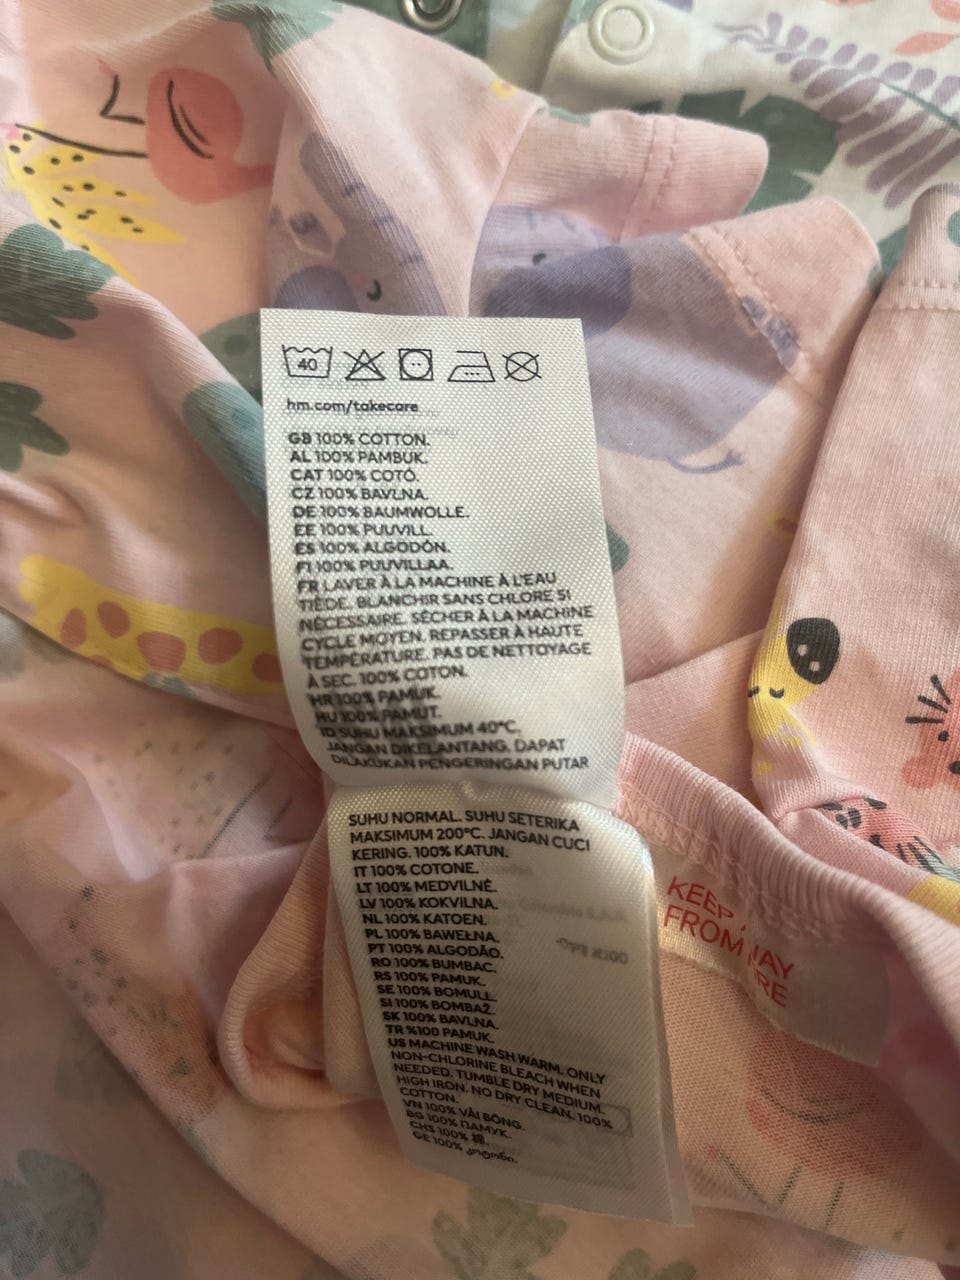 40
hm.com/takecare
GB 100% COTTON.
AL 100% PAMBUK.
CAT 100% COTÓ.
CZ 100% BAVLNA.
DE 100% BAUMWOLLE.
EE 100% PUUVILL.
ES 100% ALGODÓN.
FI 100% PUUVILLAA.
FR LAVER À LA MACHINE À L'EAU
TIÈDE. BLANCHIR SANS CHLORE SI
NÉCESSAIRE. SÉCHER À LA MACHINE
CYCLE MOYEN. REPASSER À HAUTE
TEMPÉRATURE. PAS DE NETTOYAGE
À SEC. 100% COTON.
HR 100% PAMUK.
HU 100% PAMUT.
ID SUHU MAKSIMUM 40°C.
JANGAN DIKELANTANG. DAPAT
DILAKUKAN PENGERINGAN PUTAR
SUHU NORMAL. SUHU SETERIKA
MAKSIMUM 200°C. JANGAN CUCI
KERING. 100% KATUN.
IT 100% COTONE.
LT 100% MEDVILNĖ.
LV 100% KOKVILNA.
NL 100% KATOEN.
PL 100% BAWEŁNA.
PT 100% ALGODÃO.
RO 100% BUMBAC.
RS 100% PAMUK.
SE 100% BOMULL.
SI 100% BOMBAŽ.
SK 100% BAVLNA.
TR %100 PAMUK.
US MACHINE WASH WARM. ONLY
NON-CHLORINE BLEACH WHEN
NEEDED. TUMBLE DRY MEDIUM.
HIGH IRON. NO DRY CLEAN. 100%
COTTON.
VN 100% VẢI BÔNG.
BG 100% ПАМУК.
CHS 100% 棉.
GE 100% კოტონი.
KEEP
FROM